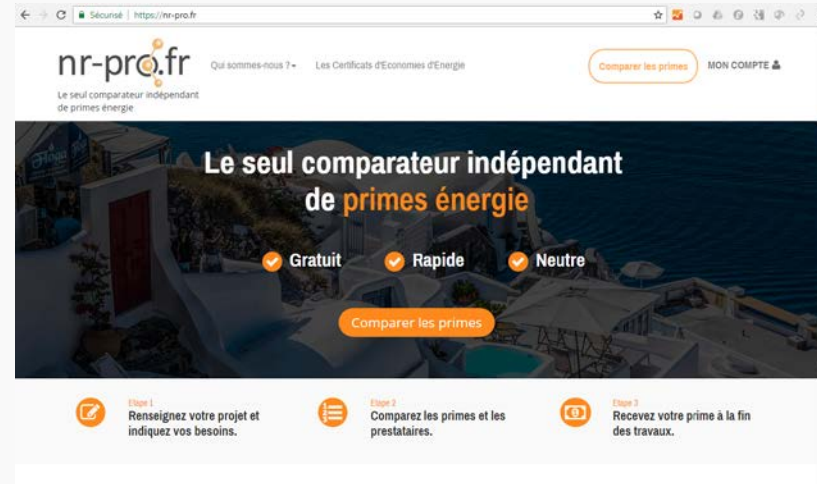 Sécurisé | https://nr-pro.fr
nr-pro.fr
Qui sommes-nous ?
Les Certificats d'Economies d'Energie
Comparer les primes
MON COMPTE
Le seul comparateur indépendant
de primes énergie
Le seul comparateur indépendant
de primes énergie
Gratuit
Rapide
Neutre
Comparer les primes
Etape 1
Renseignez votre projet et
indiquez vos besoins.
Etape 2
Comparez les primes et les
prestataires.
Etape 3
Recevez votre prime à la fin
des travaux.